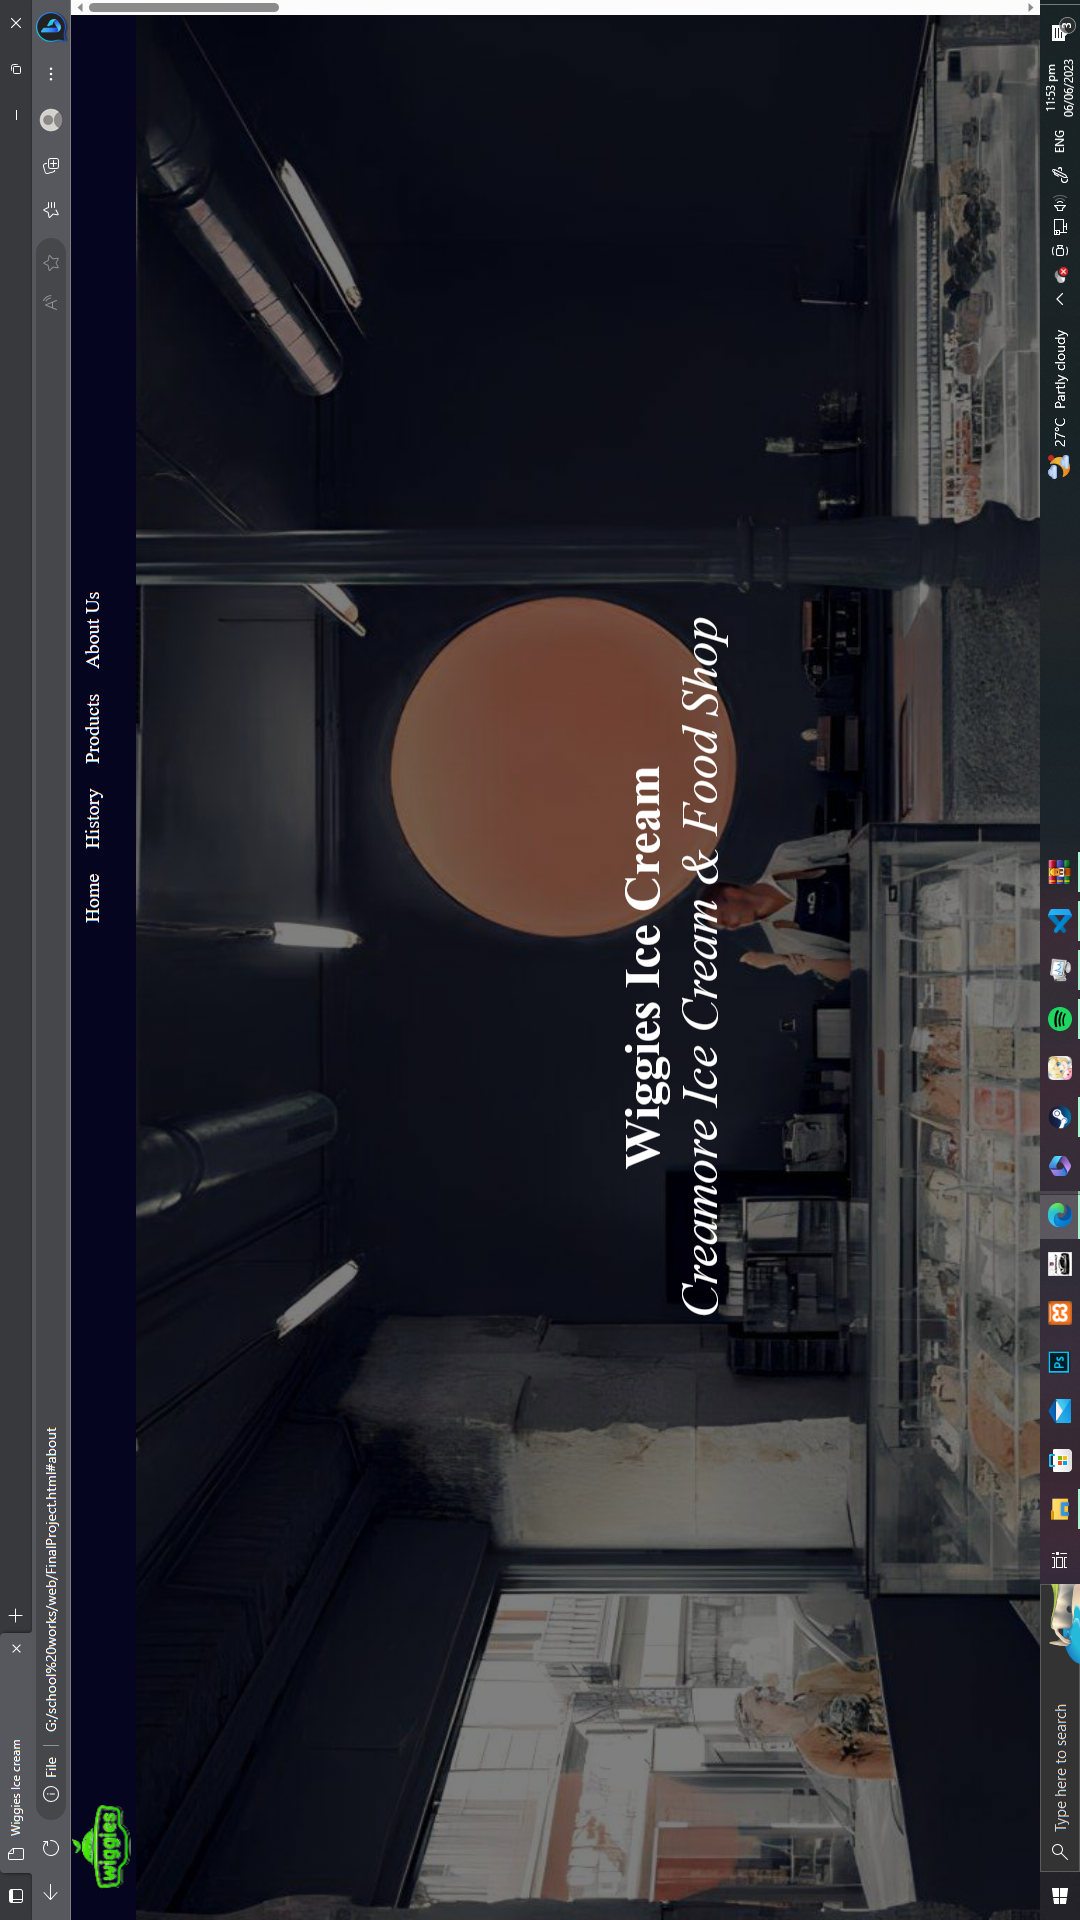 Wiggies Ice cream
File
G:/school%20works/web/FinalProject.html#about
wiggies
Home
History
Products
About Us
Wiggies Ice Cream
Creamore Ice Cream & Food Shop
Type here to search
Ps
27°C Partly cloudy
ENG
11:53 pm
06/06/2023
3